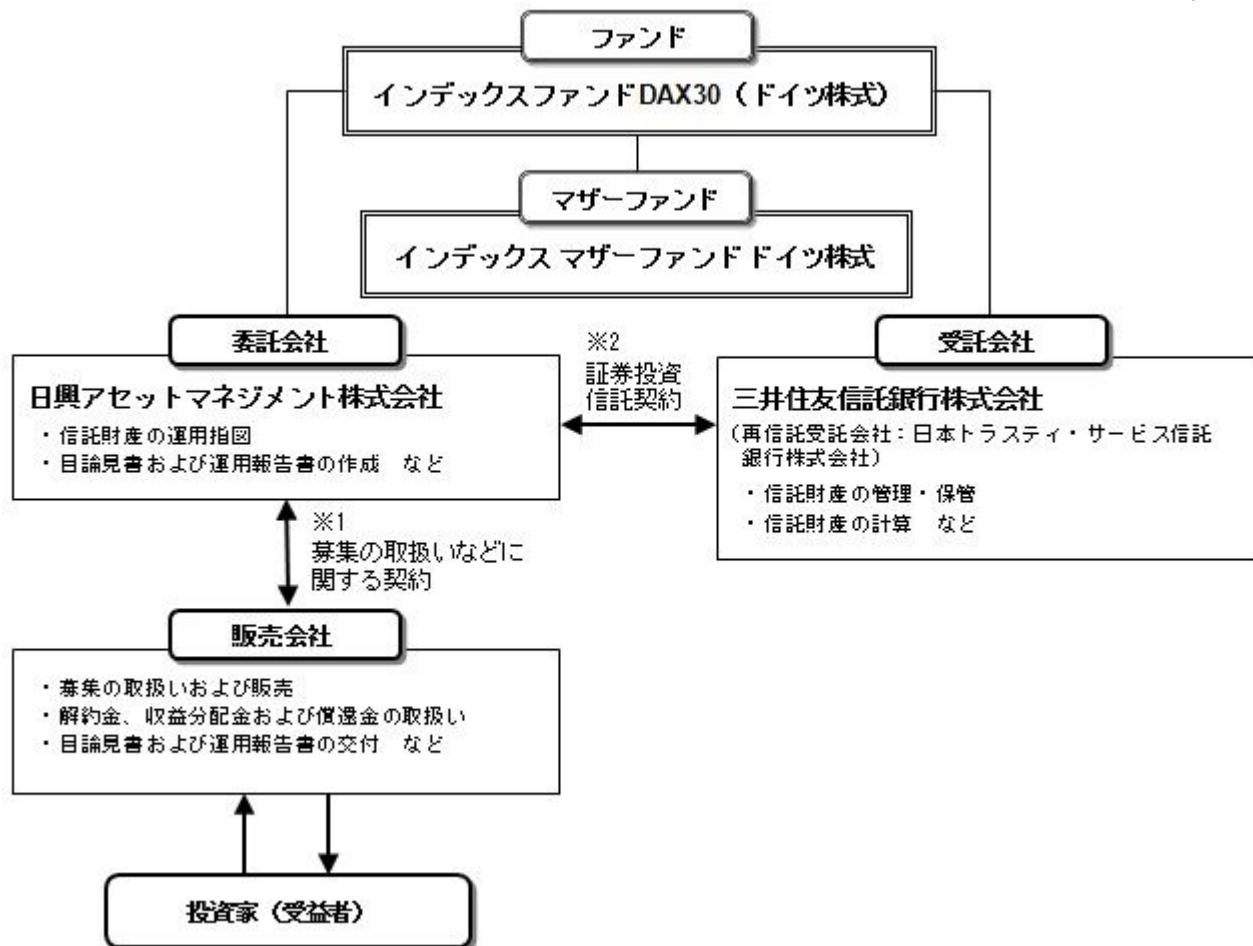 ファンド
インデックスファンドDAX30（ドイツ株式）
マザーファンド
インデックス マザーファンド ドイツ株式
委託会社
日興アセットマネジメント株式会社
・信託財産の運用指図
・目論見書および運用報告書の作成　など
※2
証券投資
信託契約
受託会社
三井住友信託銀行株式会社
（再信託受託会社：日本トラスティ・サービス信託
銀行株式会社）
・信託財産の管理・保管
・信託財産の計算　など
※1
募集の取扱いなどに
関する契約
販売会社
・募集の取扱いおよび販売
・解約金、収益分配金および償還金の取扱い
・目論見書および運用報告書の交付　など
投資家（受益者）